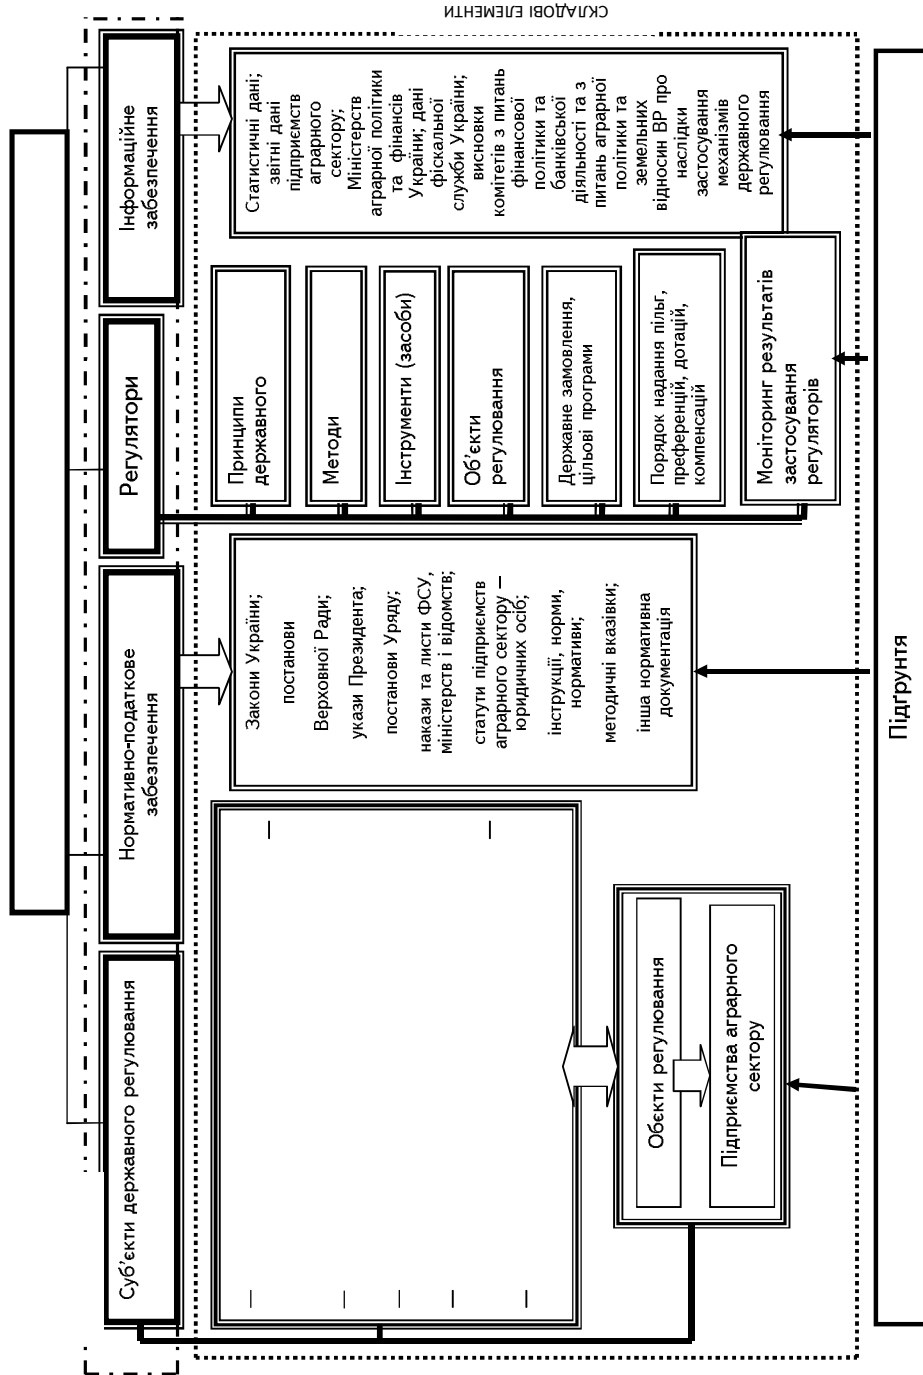 СКЛАДОВІ ЕЛЕМЕНТИ
Суб’єкти державного регулювання
Нормативно-податкове
забезпечення
Регулятори
Інформаційне
забезпечення
Закони України;
постанови
Верховної Ради;
укази Президента;
постанови Уряду;
накази та листи ФСУ,
міністерств і відомств;
статути підприємств
аграрного сектору –
юридичних осіб;
інструкції, норми,
нормативи;
методичні вказівки;
інша нормативна
документація
Принципи
державного
Методи
Інструменти (засоби)
Об’єкти
регулювання
Державне замовлення,
цільові програми
Порядок надання пільг,
преференцій, дотацій,
компенсацій
Моніторинг результатів
застосування
регуляторів
Статистичні дані;
звітні дані
підприємств
аграрного
сектору;
Міністерств
аграрної політики
та фінансів
України; дані
фіскальної
служби України;
висновки
комітетів з питань
фінансової
політики та
банківської
діяльності та з
питань аграрної
політики та
земельних
відносин ВР про
наслідки
застосування
механізмів
державного
регулювання
Обєкти регулювання
Підприємства аграрного
сектору
Підґрунтя